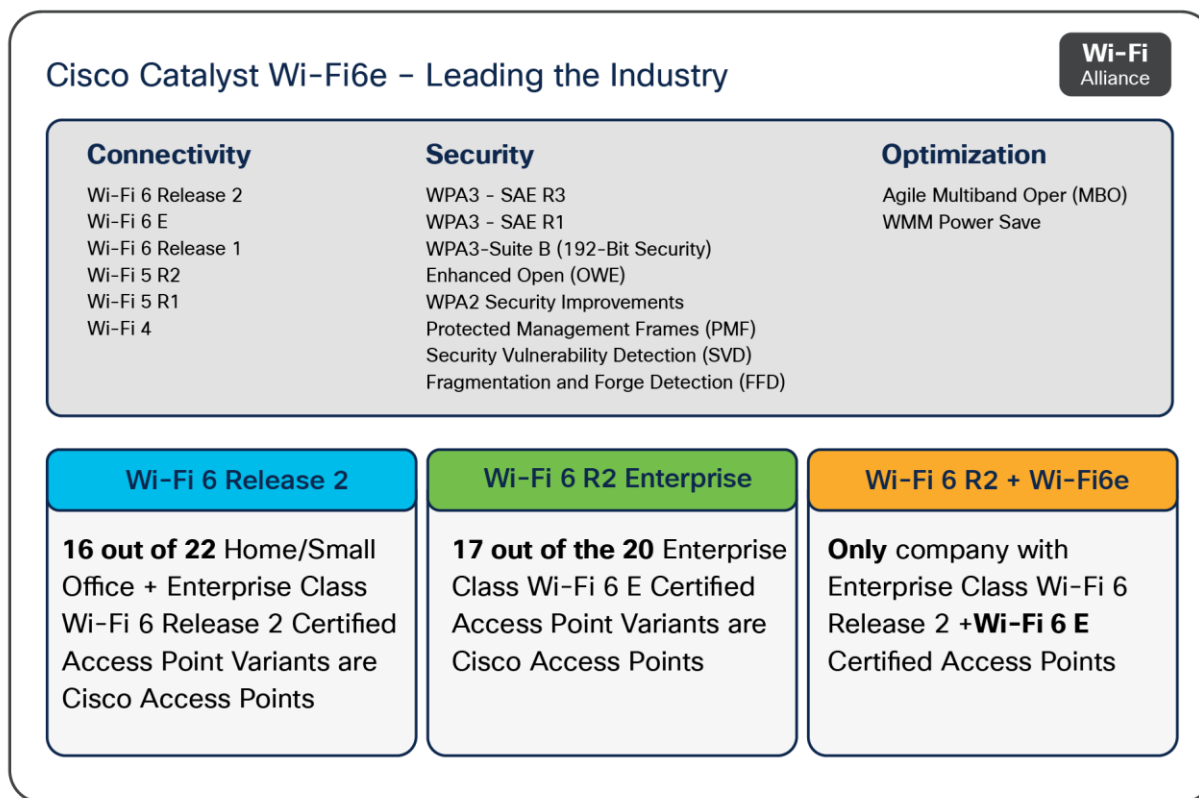 Cisco Catalyst Wi-Fi6e – Leading the Industry
Wi-Fi
Alliance
Connectivity
Wi-Fi 6 Release 2
Wi-Fi 6 E
Wi-Fi 6 Release 1
Wi-Fi 5 R2
Wi-Fi 5 R1
Wi-Fi 4
Security
WPA3 - SAE R3
WPA3 - SAE R1
WPA3-Suite B (192-Bit Security)
Enhanced Open (OWE)
WPA2 Security Improvements
Protected Management Frames (PMF)
Security Vulnerability Detection (SVD)
Fragmentation and Forge Detection (FFD)
Optimization
Agile Multiband Oper (MBO)
WMM Power Save
Wi-Fi 6 Release 2
16 out of 22 Home/Small
Office + Enterprise Class
Wi-Fi 6 Release 2 Certified
Access Point Variants are
Cisco Access Points
Wi-Fi 6 R2 Enterprise
17 out of the 20 Enterprise
Class Wi-Fi 6 E Certified
Access Point Variants are
Cisco Access Points
Wi-Fi 6 R2 + Wi-Fi6e
Only company with
Enterprise Class Wi-Fi 6
Release 2 +Wi-Fi 6 E
Certified Access Points